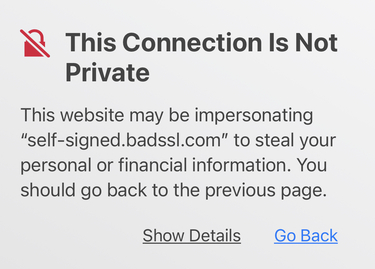 This Connection Is Not
Private
This website may be impersonating
“self-signed.badssl.com” to steal your
personal or financial information. You
should go back to the previous page.
Show Details Go Back